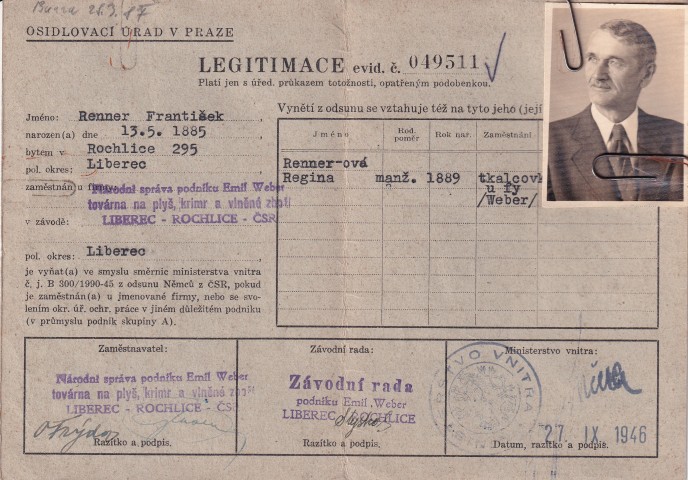 OSIDLOVACÍ ÚŘAD V PRAZE
LEGITIMACE evid. č. 049511
Platí jen s úřed. průkazem totožnosti, opatřeným podobenkou.
Jméno: Renner František
narozen(a) dne 13.5. 1885
bytem v Rochlice 295
pol. okres: Liberec
zaměstnán u firmy
Národní správa podniku Emil Weber
továrna na plyš, krimr a vlněné zboží
v závodě: LIBEREC - ROCHLICE - ČSR
pol. okres: Liberec
je vyňat(a) ve smyslu směrnic ministerstva vnitra
č. j. B 300/1990-45 z odsunu Němců z ČSR, pokud
je zaměstnán(a) u jmenované firmy, nebo se svo-
lením okr. úř. ochr. práce v jiném důležitém podniku
(v průmyslu podnik skupiny A).
Vynětí z odsunu se vztahuje též na tyto jeho (její
Jméno Rod. poměr Rok nar. Zaměstnání
Renner-ová
Regina manž. 1889 tkalcovk
u fy
/Weber/
Zaměstnavatel:
Národní správa podniku Emil Weber
továrna na plyš, krimr a vlněné zboží
LIBEREC - ROCHLICE - ČSR
Razítko a podpis.
Závodní rada:
Závodní rada
podniku Emil Weber
LIBEREC - ROCHLICE
Razítko a podpis.
Ministerstvo vnitra:
RSTVO VNITRA
27 IX 1946
Datum, razítko a podpis.